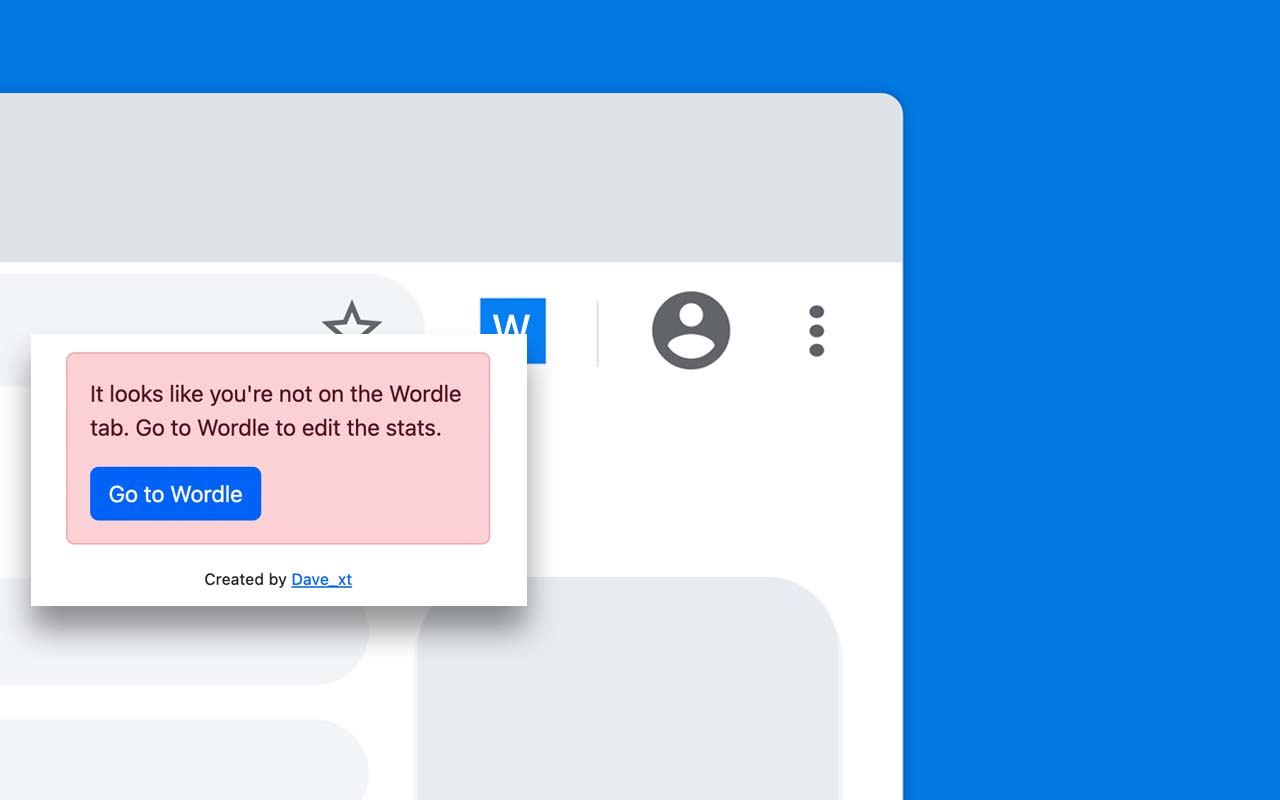 W
It looks like you're not on the Wordle
tab. Go to Wordle to edit the stats.
Go to Wordle
Created by Dave_xt